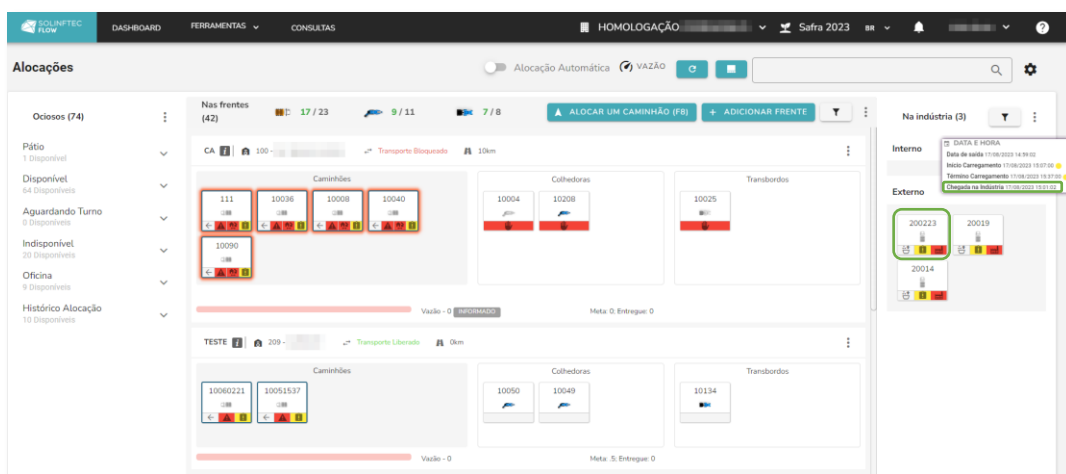 SOLINFTEC
FLOW
DASHBOARD
FERRAMENTAS
CONSULTAS
HOMOLOGAÇÃO
Safra 2023
BR
?
Alocações
Alocação Automática
VAZÃO
Ociosos (74)
Pátio
1 Disponível
Disponível
64 Disponíveis
Aguardando Turno
0 Disponíveis
Indisponível
20 Disponíveis
Oficina
9 Disponíveis
Histórico Alocação
10 Disponíveis
Nas frentes
(42)
17 / 23
9 / 11
7 / 8
ALOCAR UM CAMINHÃO (F8)
+ ADICIONAR FRENTE
CA
100 -
Transporte Bloqueado
10km
Caminhões
111
10036
10008
10040
10090
Colhedoras
10004
10208
Transbordos
10025
Vazão - 0
INFORMADO
Meta: 0, Entregue: 0
TESTE
209 -
Transporte Liberado
0km
Caminhões
10060221
10051537
Colhedoras
10050
10049
Transbordos
10134
Vazão - 0
Meta: .5; Entregue: 0
Na indústria (3)
Interno
DATA E HORA
Data de saída 17/08/2023 14:59:02
Início Carregamento 17/08/2023 15:07:00
Término Carregamento 17/08/2023 15:37:00
Chegada na Indústria 17/08/2023 15:31:02
Externo
200223
20019
20014